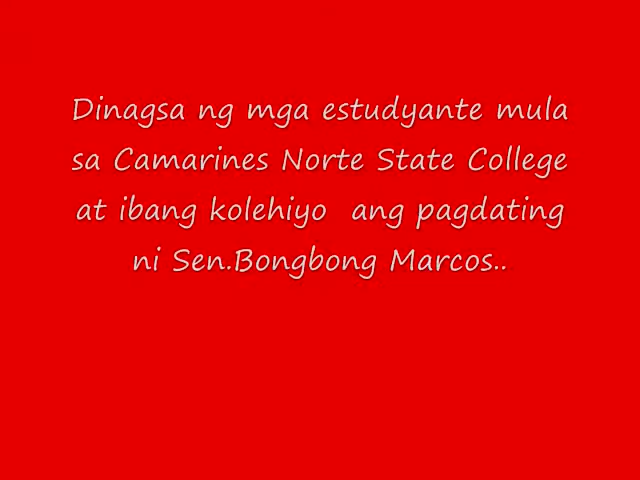 Dinagsa ng mga estudyante mula
sa Camarines Norte State College
at ibang kolehiyo  ang pagdating
ni Sen.Bongbong Marcos..